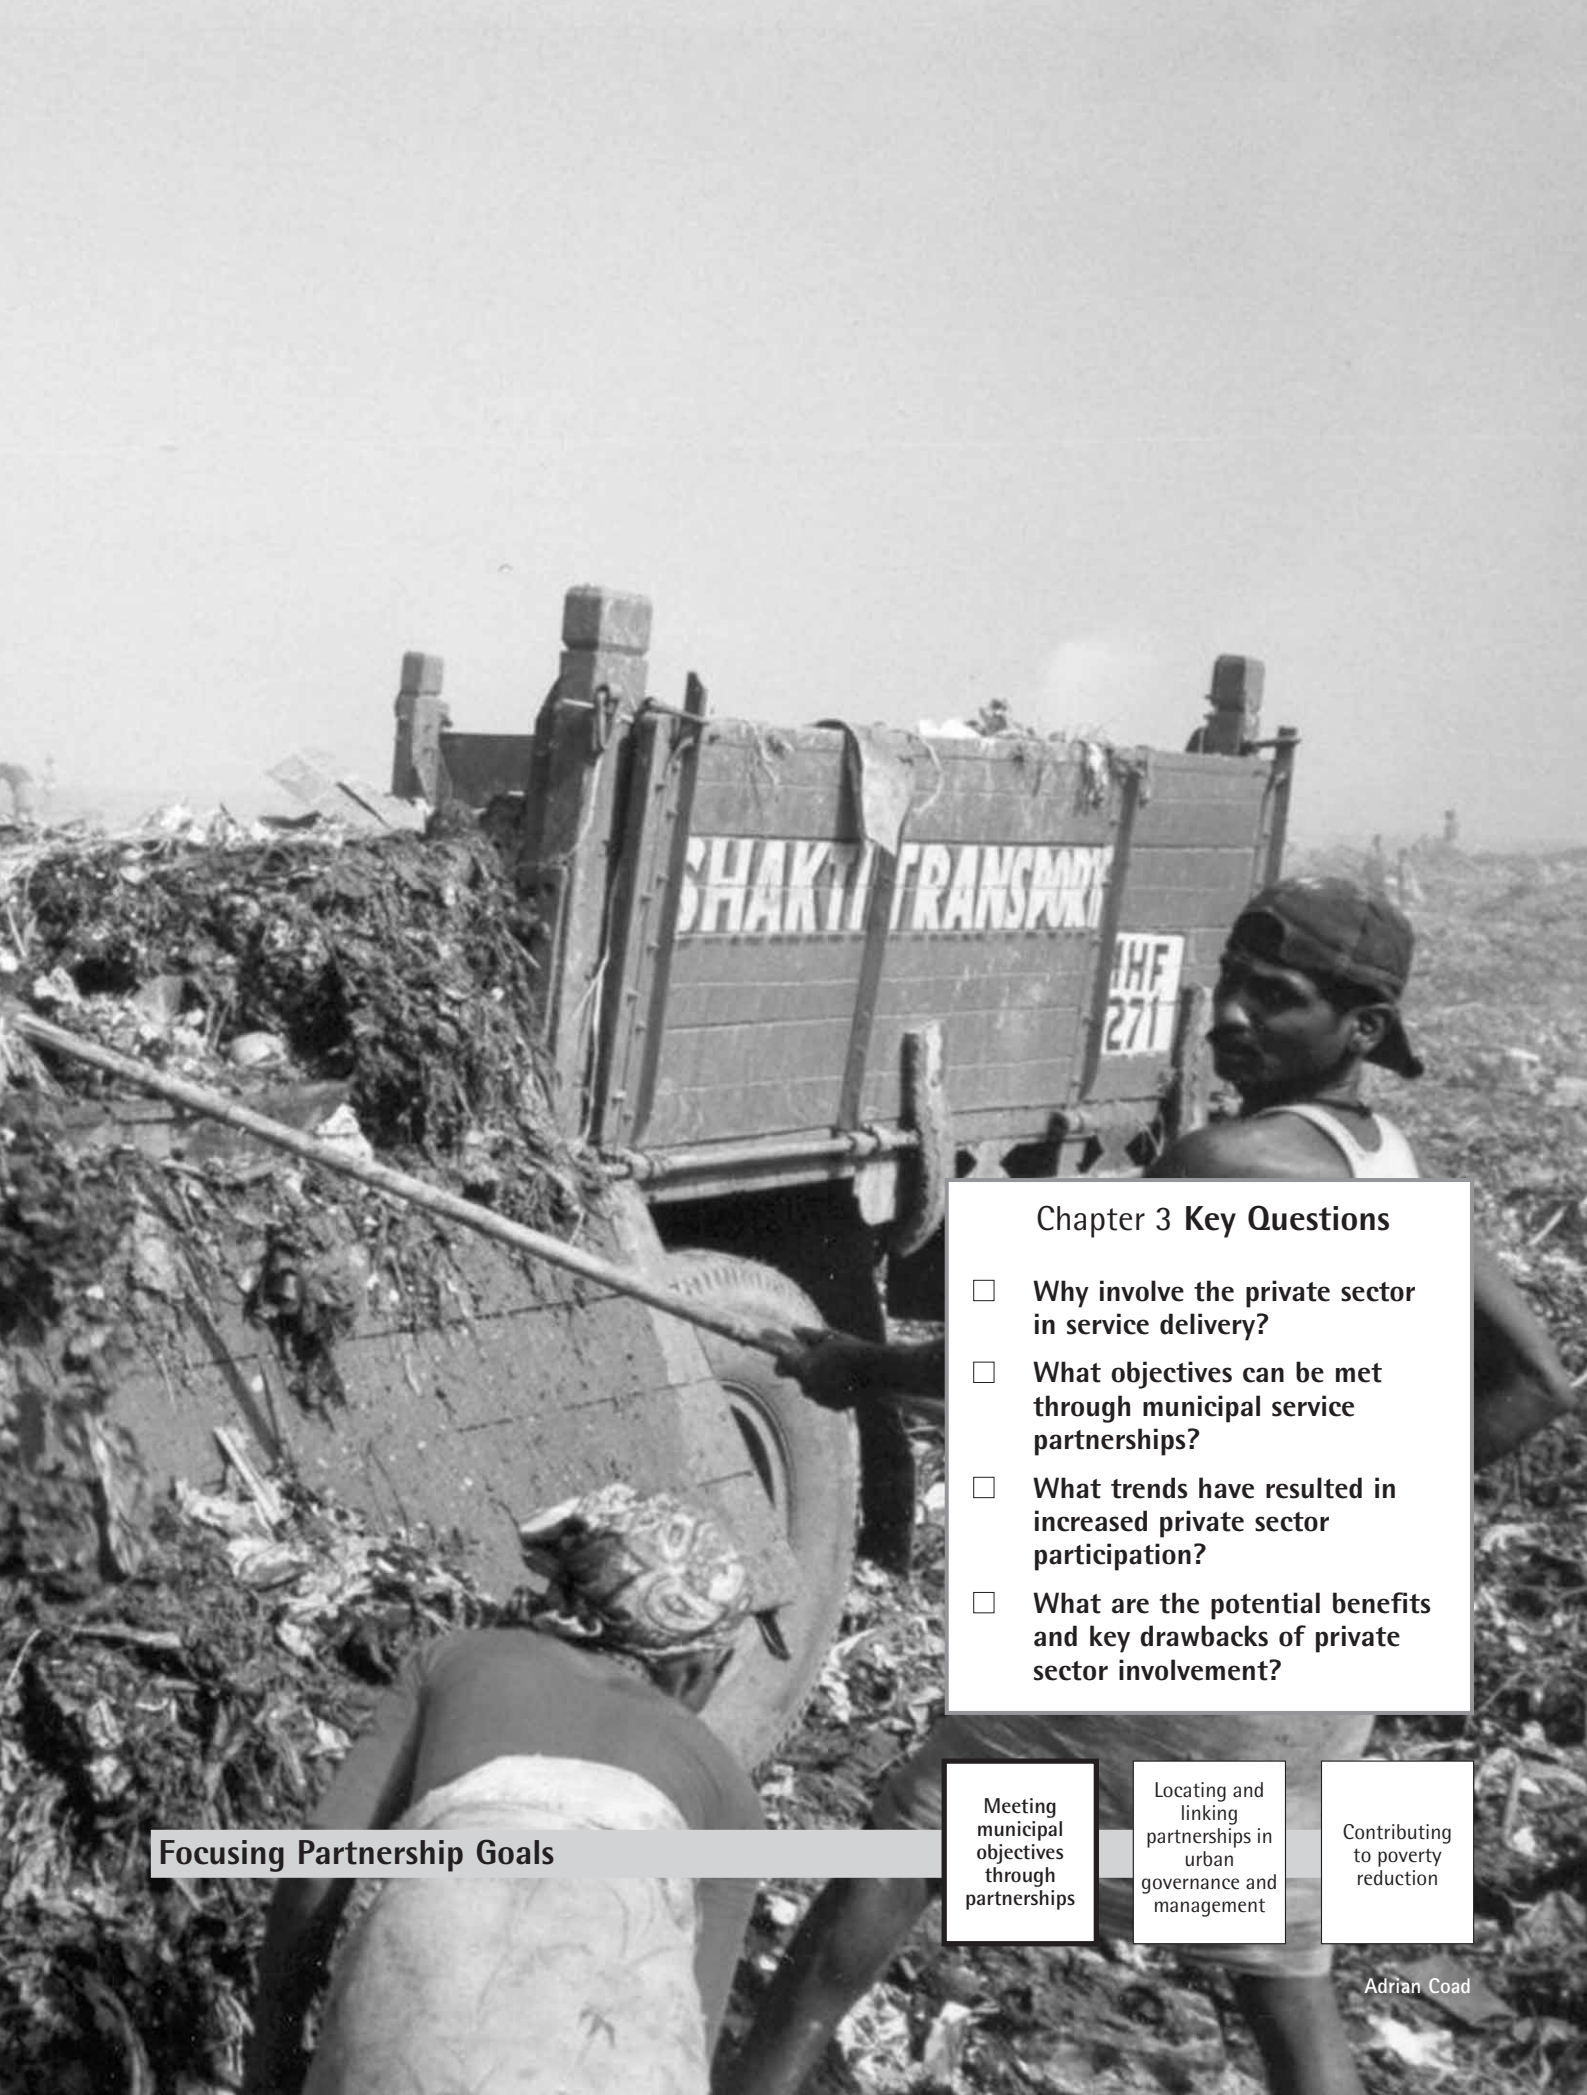 SHAKTI TRANSPORT
HF
271
Chapter 3 Key Questions
Why involve the private sector
in service delivery?
What objectives can be met
through municipal service
partnerships?
What trends have resulted in
increased private sector
participation?
What are the potential benefits
and key drawbacks of private
sector involvement?
Focusing Partnership Goals
Meeting
municipal
objectives
through
partnerships
Locating and
linking
partnerships in
urban
governance and
management
Contributing
to poverty
reduction
Adrian Coad